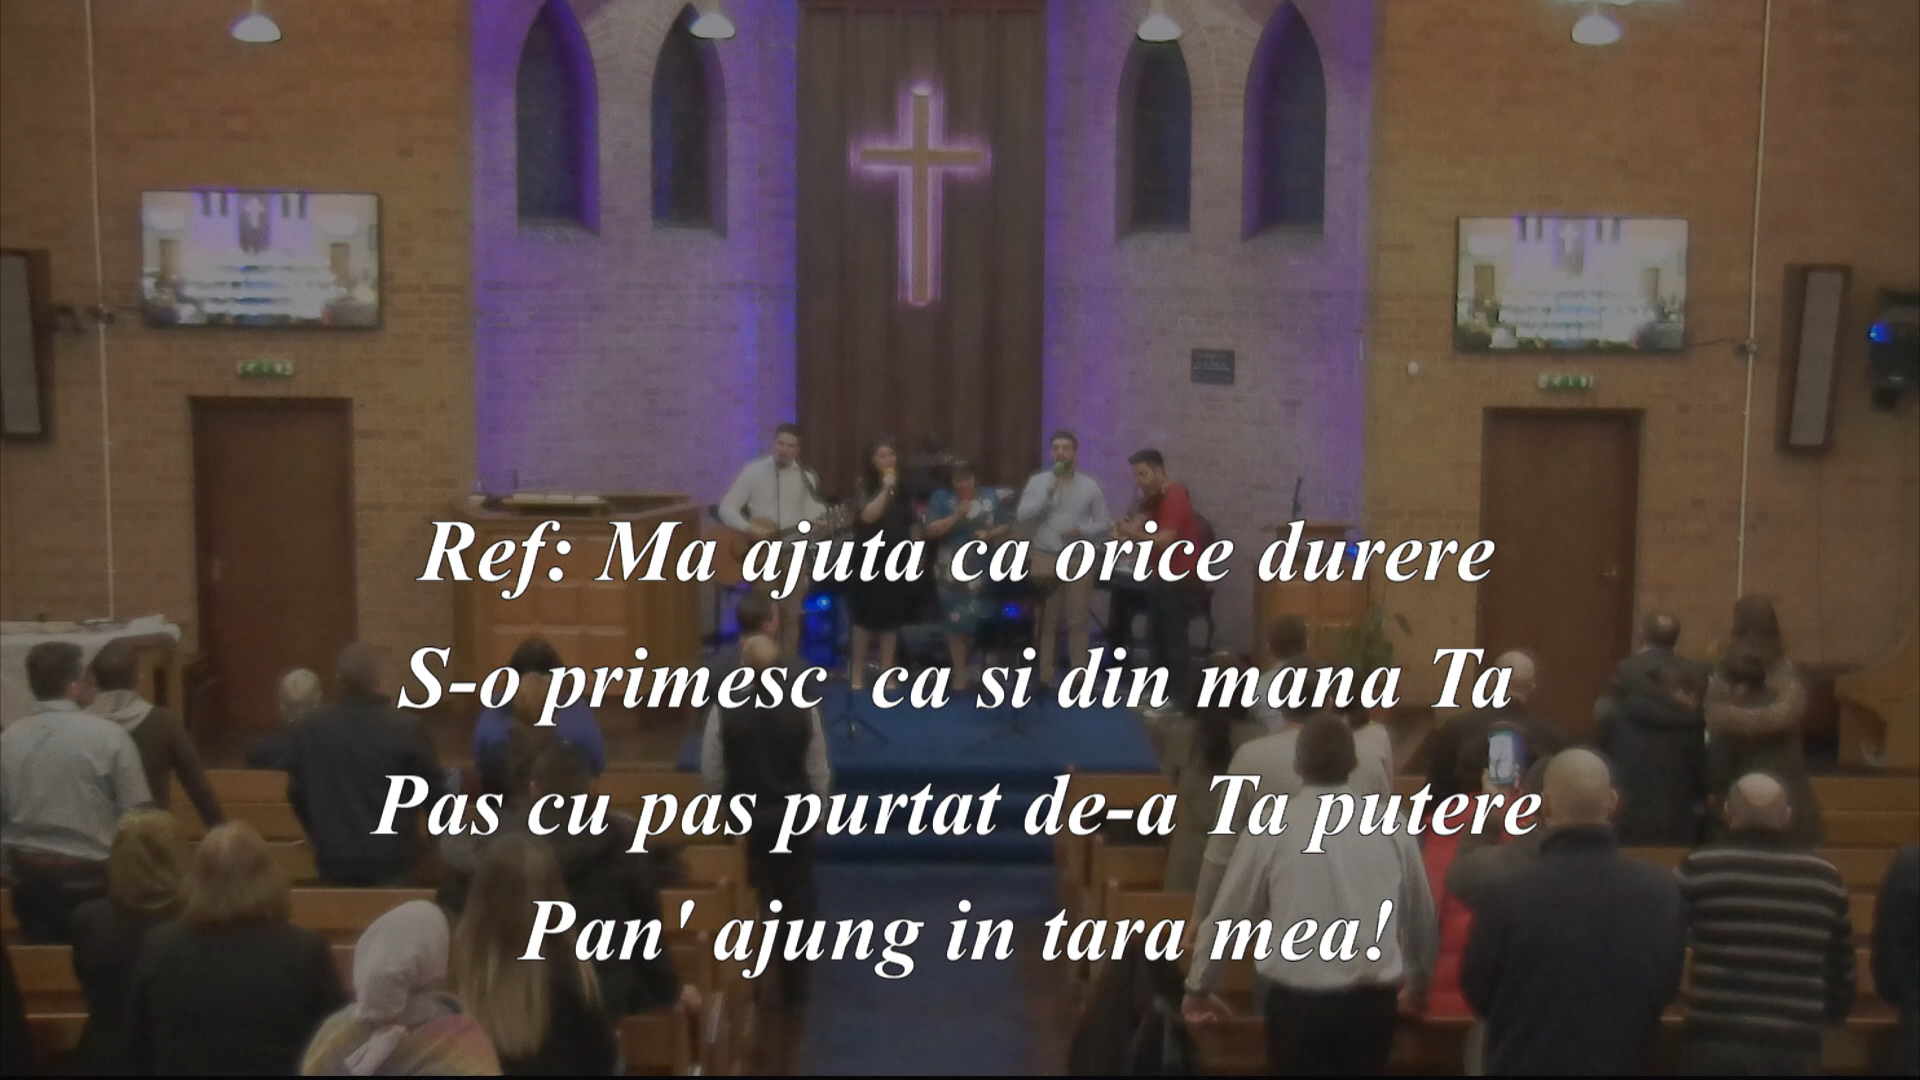 Ref: Ma ajuta ca orice durere
S-o primesc  ca si din mana Ta
Pas cu pas purtat de-a Ta putere
Pan' ajung in tara mea!